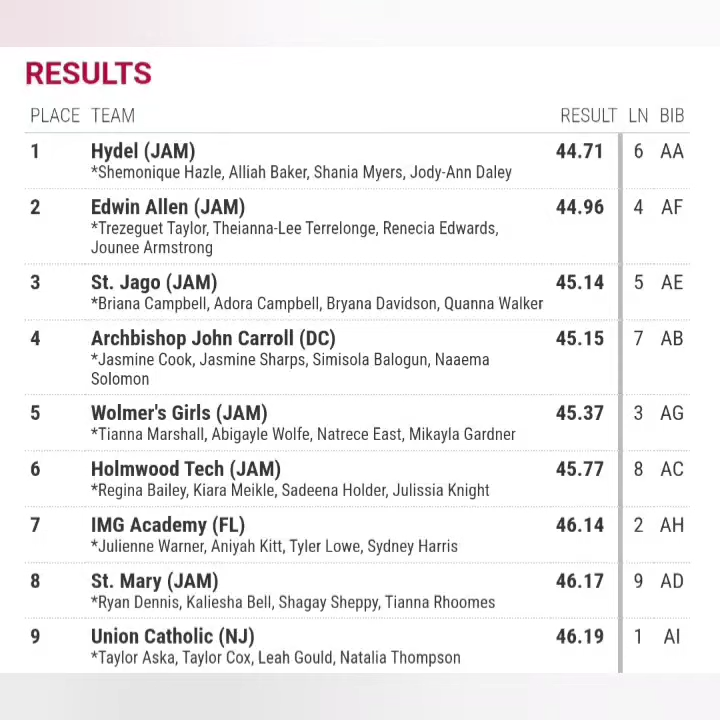 RESULTS
PLACE TEAM RESULT LN BIB
1 Hydel (JAM) 44.71 6 AA
*Shemonique Hazle, Alliah Baker, Shania Myers, Jody-Ann Daley
2 Edwin Allen (JAM) 44.96 4 AF
*Trezeguet Taylor, Theianna-Lee Terrelonge, Renecia Edwards,
Jounee Armstrong
3 St. Jago (JAM) 45.14 5 AE
*Briana Campbell, Adora Campbell, Bryana Davidson, Quanna Walker
4 Archbishop John Carroll (DC) 45.15 7 AB
*Jasmine Cook, Jasmine Sharps, Simisola Balogun, Naaema
Solomon
5 Wolmer's Girls (JAM) 45.37 3 AG
*Tianna Marshall, Abigayle Wolfe, Natrece East, Mikayla Gardner
6 Holmwood Tech (JAM) 45.77 8 AC
*Regina Bailey, Kiara Meikle, Sadeena Holder, Julissia Knight
7 IMG Academy (FL) 46.14 2 AH
*Julienne Warner, Aniyah Kitt, Tyler Lowe, Sydney Harris
8 St. Mary (JAM) 46.17 9 AD
*Ryan Dennis, Kaliesha Bell, Shagay Sheppy, Tianna Rhoomes
9 Union Catholic (NJ) 46.19 1 AI
*Taylor Aska, Taylor Cox, Leah Gould, Natalia Thompson